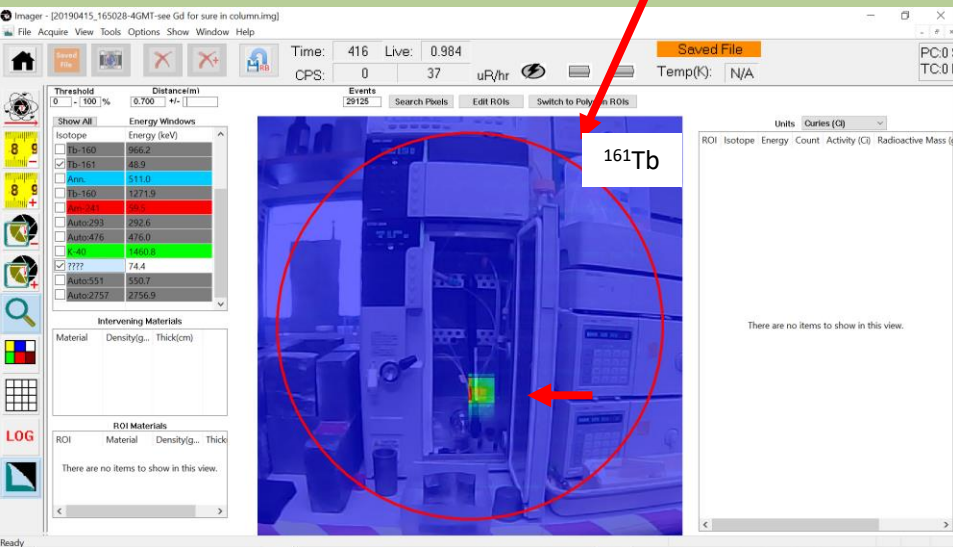 Imager - [20190415_165028-4GMT-see Gd for sure in column.img]
File Acquire View Tools Options Show Window Help
Saved File
RB
Time: 416 Live: 0.984
CPS: 0 37 uR/hr
Saved File
Temp(K): N/A
PC:0
TC:0
Threshold
0 - 100 %
Distance(m)
0.700 +/-
Events
29125
Search Pixels
Edit ROIs
Switch to Polygon ROIs
Show All Energy Windows
Isotope Energy (keV)
Tb-160 966.2
Tb-161 48.9
Ann. 511.0
Tb-160 1271.9
Am-241 59.5
Auto:293 292.6
Auto:476 476.0
K-40 1460.8
???? 74.4
Auto:551 550.7
Auto:2757 2756.9
Intervening Materials
Material Density(g... Thick(cm)
ROI Materials
ROI Material Density(g... Thick
There are no items to show in this view.
LOG
161Tb
Units Curies (Ci)
ROI Isotope Energy Count Activity (Ci) Radioactive Mass (g
There are no items to show in this view.
Ready